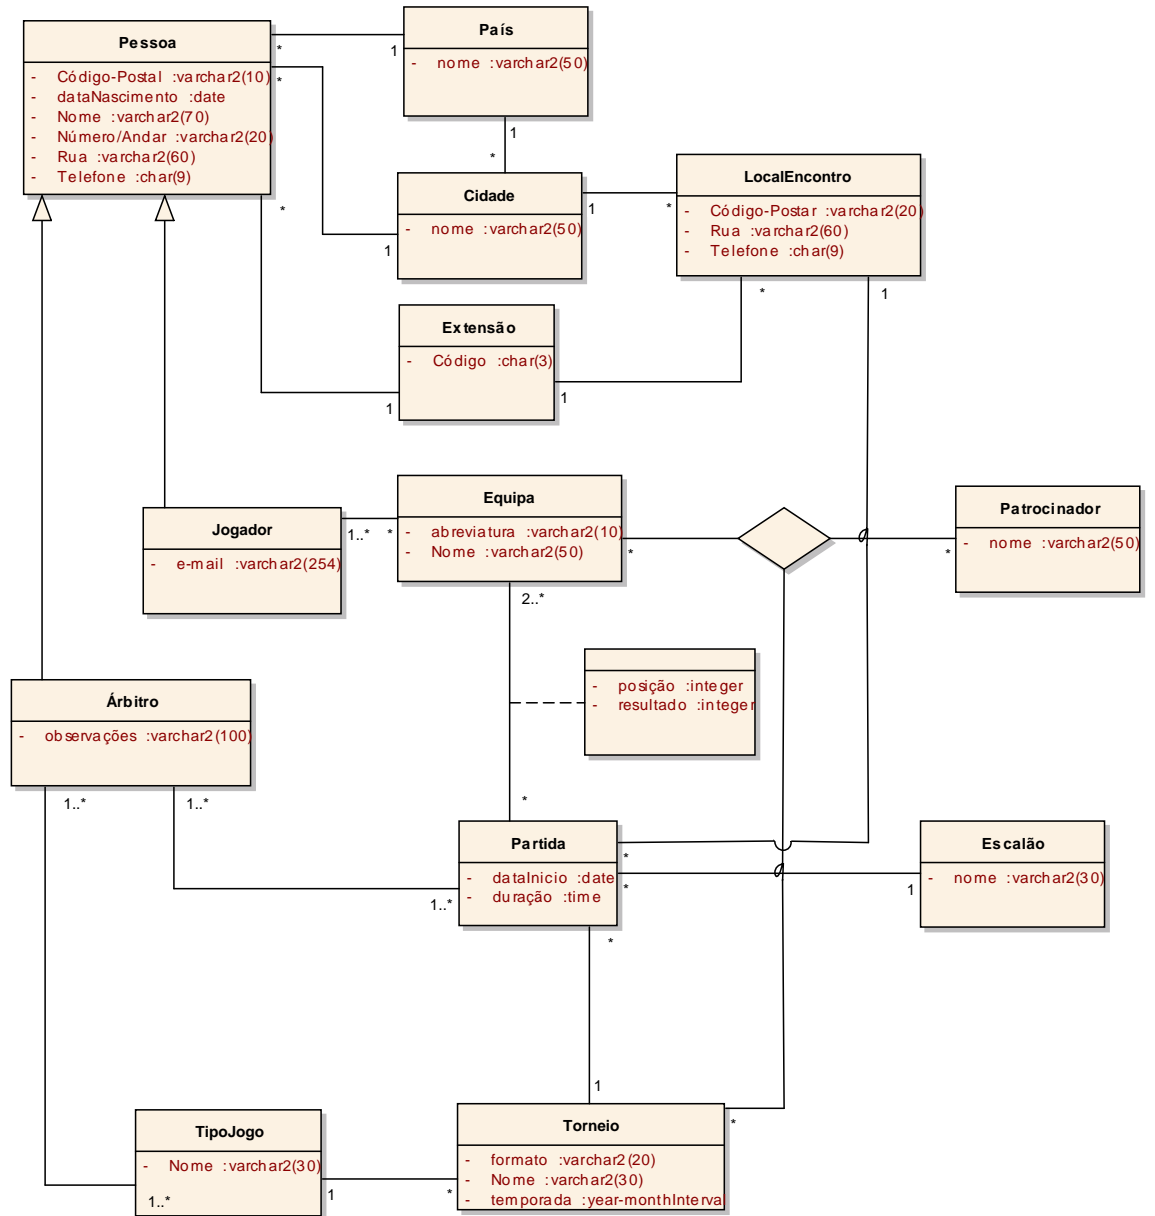 Pessoa
- Código-Postal :varchar2(10)
- dataNascimento :date
- Nome :varchar2(70)
- Número/Andar :varchar2(20)
- Rua :varchar2(60)
- Telefone :char(9)
*
1
*
País
- nome :varchar2(50)
1
*
Cidade
- nome :varchar2(50)
1
1
*
LocalEncontro
- Código-Postar :varchar2(20)
- Rua :varchar2(60)
- Telefone :char(9)
*
1
*
Extensão
- Código :char(3)
1
1
Jogador
- e-mail :varchar2(254)
1..*
*
Equipa
- abreviatura :varchar2(10)
- Nome :varchar2(50)
*
2..*
*
Patrocinador
- nome :varchar2(50)
- posição :integer
- resultado :integer
Árbitro
- observações :varchar2(100)
1..*
1..*
*
Partida
- dataInicio :date
- duração :time
*
*
1..*
*
1
Escalão
- nome :varchar2(30)
1
TipoJogo
- Nome :varchar2(30)
1..*
1
*
Torneio
- formato :varchar2(20)
- Nome :varchar2(30)
- temporada :year-monthInterval
*